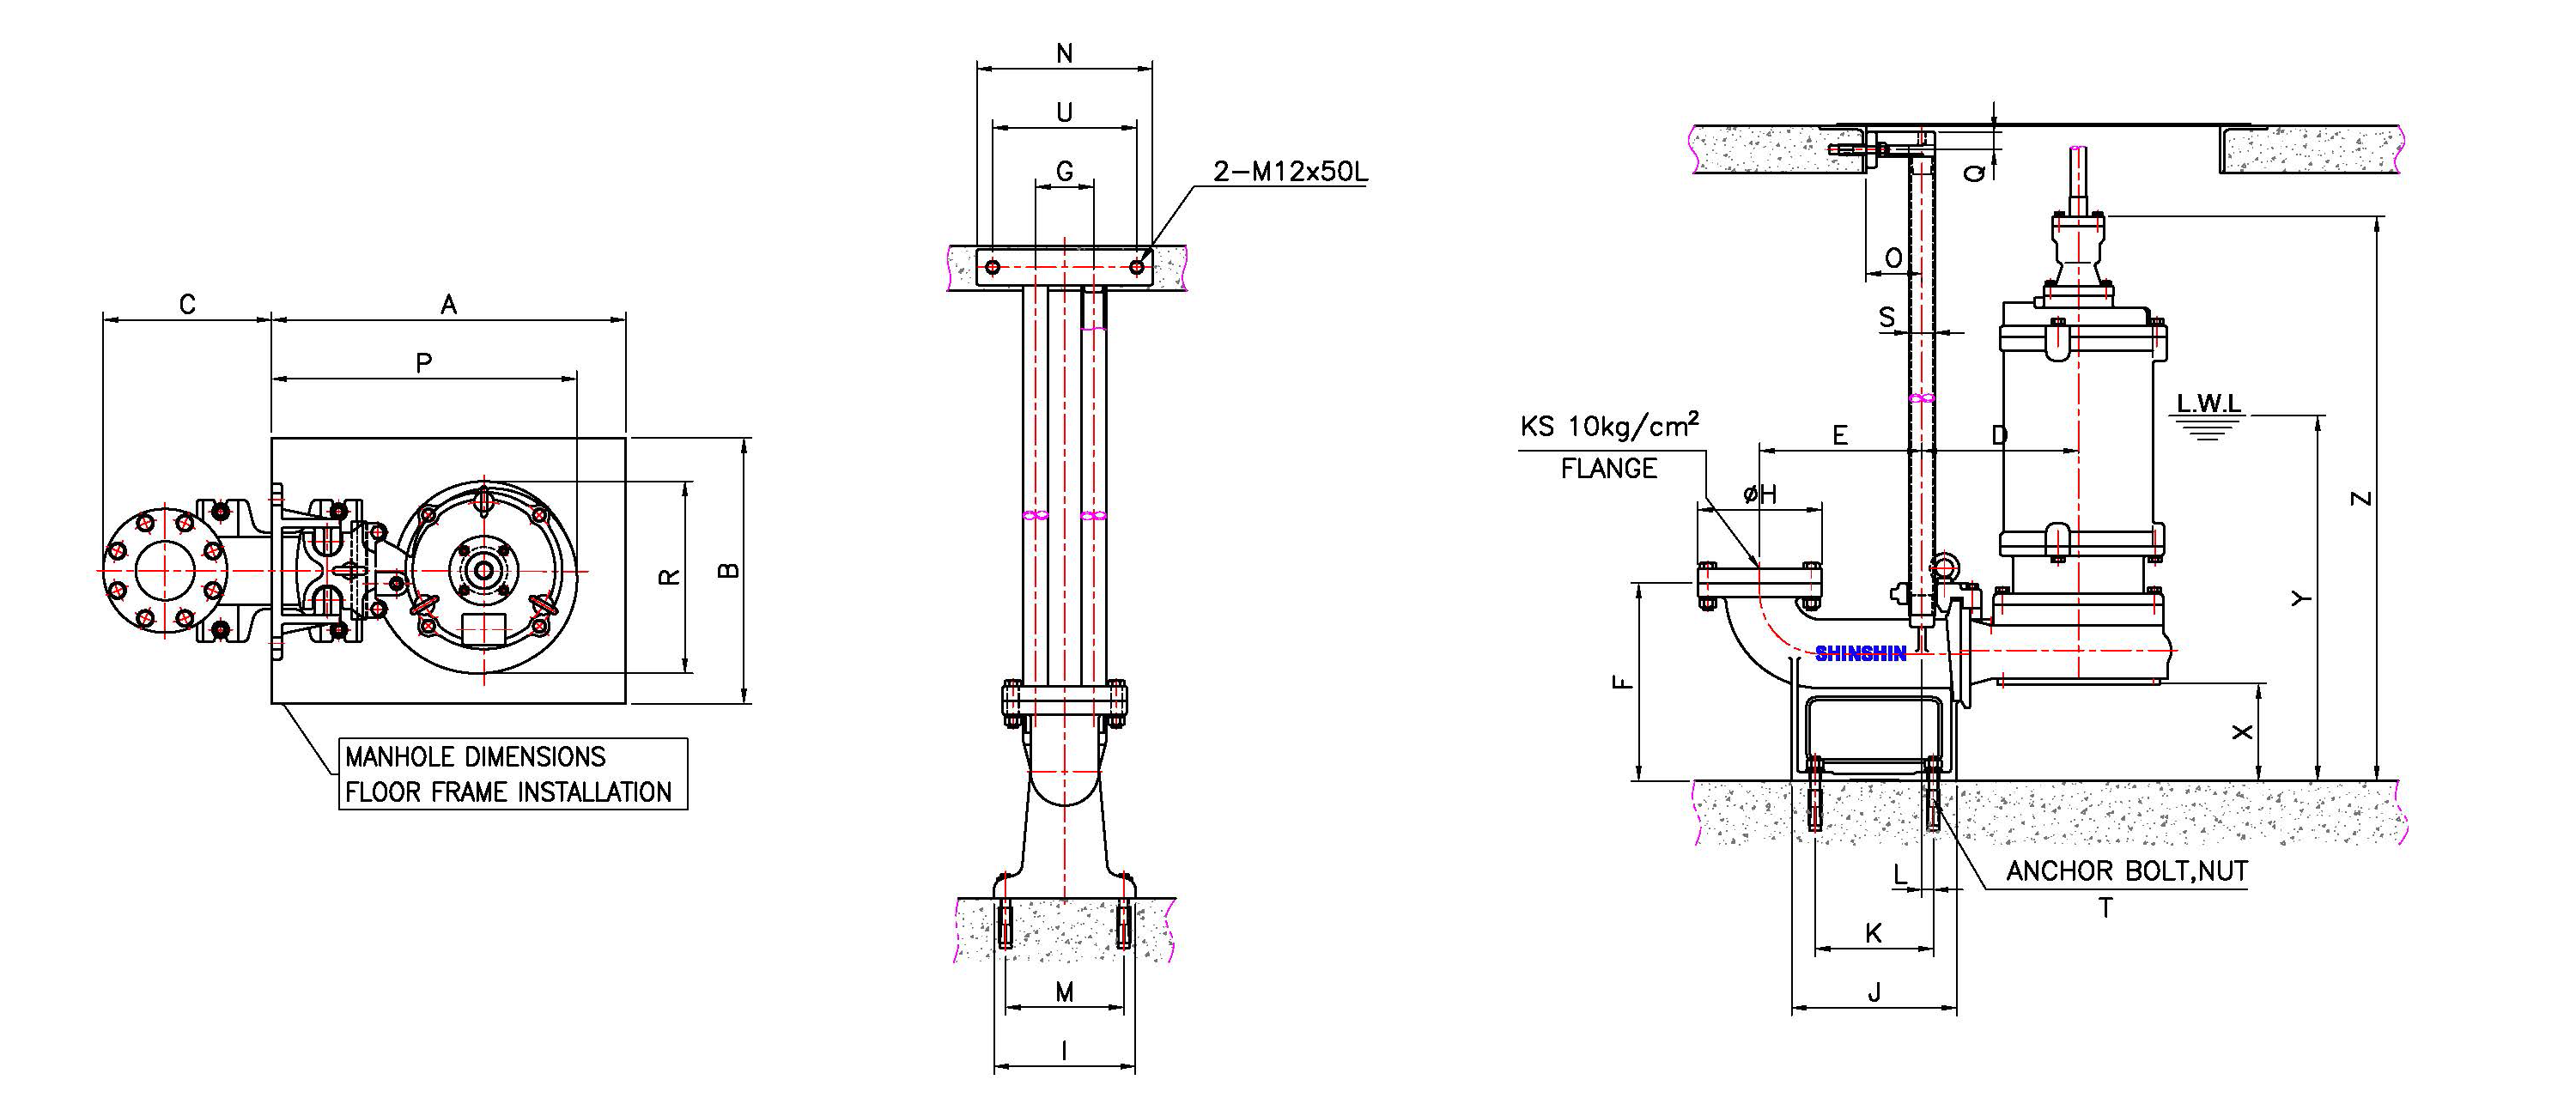 C
A
P
R
B
MANHOLE DIMENSIONS
FLOOR FRAME INSTALLATION
N
U
G
2-M12x50L
M
I
Q
O
S
L.W.L
KS 10kg/cm²
FLANGE
E
D
øH
Z
Y
F
SHINSHIN
X
L
ANCHOR BOLT,NUT
T
K
J